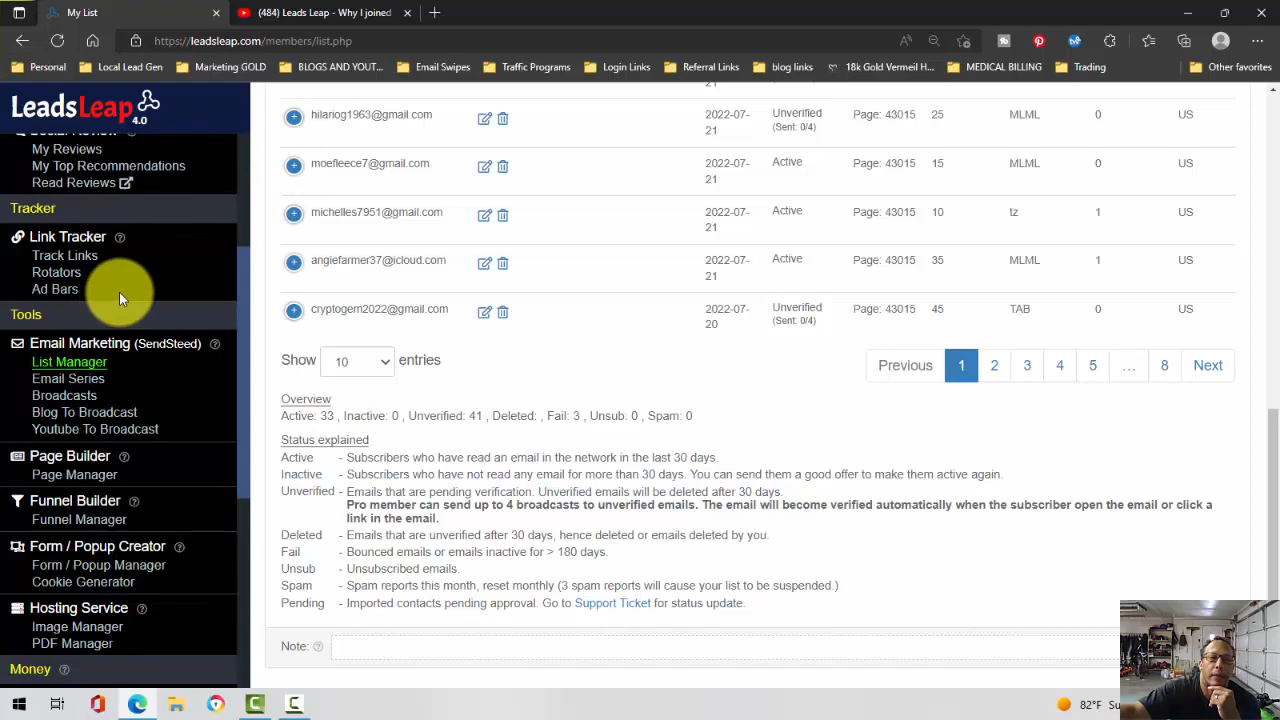 My List
(484) Leads Leap - Why I joined
https://leadsleap.com/members/list.php
Personal Local Lead Gen Marketing GOLD BLOGS AND YOUT... Email Swipes Traffic Programs Login Links Referral Links blog links 18k Gold Vermeil H... MEDICAL BILLING Trading Other favorites
LeadsLeap 4.0
My Reviews
My Top Recommendations
Read Reviews
Tracker
Link Tracker
Track Links
Rotators
Ad Bars
Tools
Email Marketing (SendSteed)
List Manager
Email Series
Broadcasts
Blog To Broadcast
Youtube To Broadcast
Page Builder
Page Manager
Funnel Builder
Funnel Manager
Form / Popup Creator
Form / Popup Manager
Cookie Generator
Hosting Service
Image Manager
PDF Manager
Money
21
hilariog1963@gmail.com 2022-07-21 Unverified (Sent: 0/4) Page: 43015 25 MLML 0 US
moefleece7@gmail.com 2022-07-21 Active Page: 43015 15 MLML 0 US
michelles7951@gmail.com 2022-07-21 Active Page: 43015 10 tz 1 US
angiefarmer37@icloud.com 2022-07-21 Active Page: 43015 35 MLML 1 US
cryptogem2022@gmail.com 2022-07-20 Unverified (Sent: 0/4) Page: 43015 45 TAB 0 US
Show 10 entries Previous 1 2 3 4 5 … 8 Next
Overview
Active: 33 , Inactive: 0 , Unverified: 41 , Deleted: , Fail: 3 , Unsub: 0 , Spam: 0
Status explained
Active - Subscribers who have read an email in the network in the last 30 days.
Inactive - Subscribers who have not read any email for more than 30 days. You can send them a good offer to make them active again.
Unverified - Emails that are pending verification. Unverified emails will be deleted after 30 days.
Pro member can send up to 4 broadcasts to unverified emails. The email will become verified automatically when the subscriber open the email or click a
link in the email.
Deleted - Emails that are unverified after 30 days, hence deleted or emails deleted by you.
Fail - Bounced emails or emails inactive for > 180 days.
Unsub - Unsubscribed emails.
Spam - Spam reports this month, reset monthly (3 spam reports will cause your list to be suspended.)
Pending - Imported contacts pending approval. Go to Support Ticket for status update.
Note:
82°F